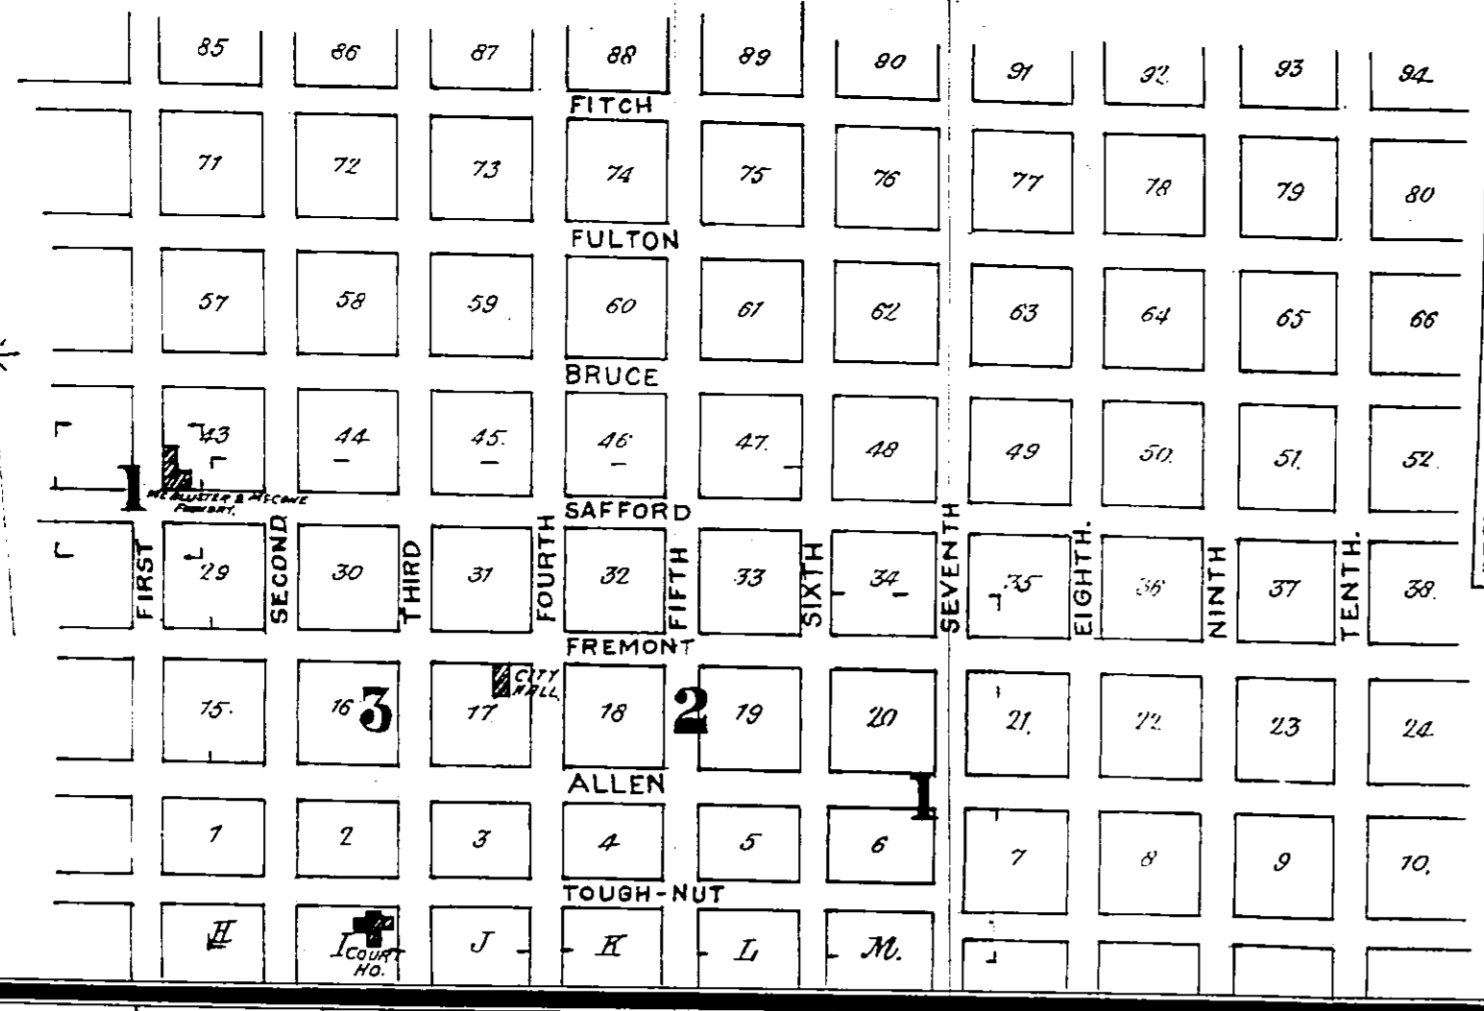 85 86 87 88 89 90 91 92 93 94
FITCH
71 72 73 74 75 76 77 78 79 80
FULTON
57 58 59 60 61 62 63 64 65 66
BRUCE
43 44 45. 46 47. 48 49 50. 51. 52.
1
MCALLISTER & MCCONE
FOUNDRY.
SAFFORD
FIRST SECOND THIRD FOURTH FIFTH SIXTH SEVENTH EIGHTH. NINTH TENTH.
29 30 31 32 33 34 35 36 37 38.
FREMONT
CITY
HALL
15. 16 17 18 19 20 21. 22 23 24
3 2
ALLEN
1
1 2 3 4 5 6 7 8 9 10.
TOUGH-NUT
H I J K L M.
COURT
HO.